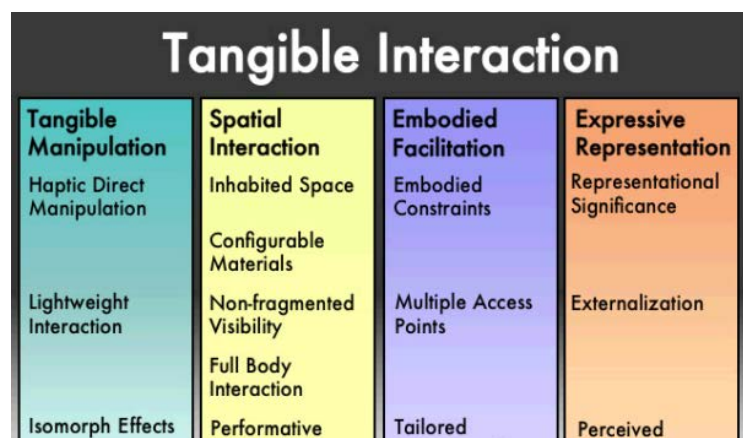 Tangible Interaction
Tangible
Manipulation
Haptic Direct
Manipulation
Lightweight
Interaction
Isomorph Effects
Spatial
Interaction
Inhabited Space
Configurable
Materials
Non-fragmented
Visibility
Full Body
Interaction
Performative
Embodied
Facilitation
Embodied
Constraints
Multiple Access
Points
Tailored
Expressive
Representation
Representational
Significance
Externalization
Perceived